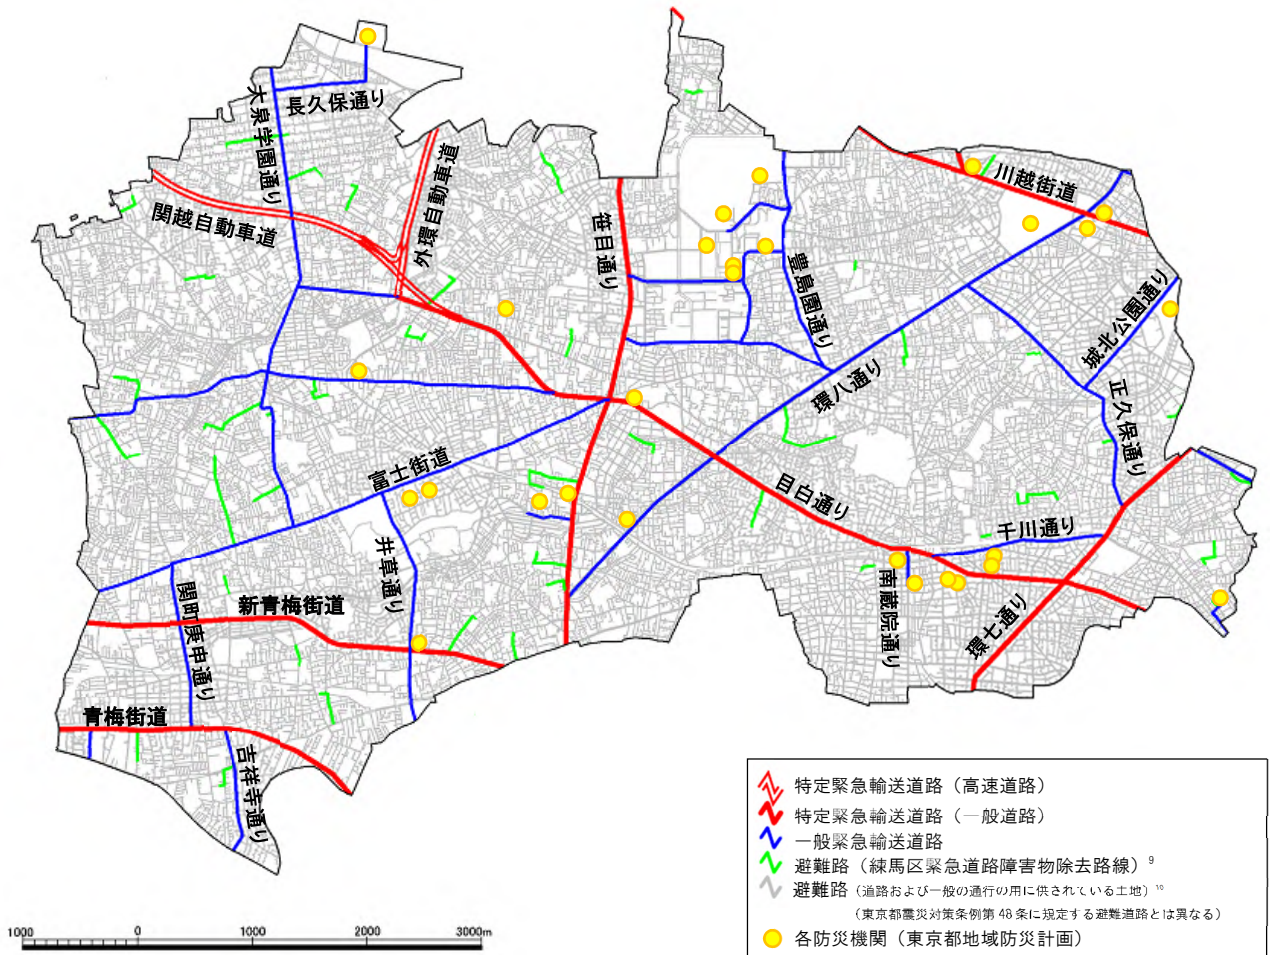 長久保通り
大泉学園通り
外環自動車道
関越自動車道
笹目通り
川越街道
豊島園通り
城北公園通り
環八通り
正久保通り
富士街道
目白通り
千川通り
井草通り
南蔵院通り
新青梅街道
関町庚申通り
環七通り
青梅街道
吉祥寺通り
特定緊急輸送道路（高速道路）
特定緊急輸送道路（一般道路）
一般緊急輸送道路
避難路（練馬区緊急道路障害物除去路線）9
避難路（道路および一般の通行の用に供されている土地）10
（東京都震災対策条例第48条に規定する避難道路とは異なる）
各防災機関（東京都地域防災計画）
1000 0 1000 2000 3000m